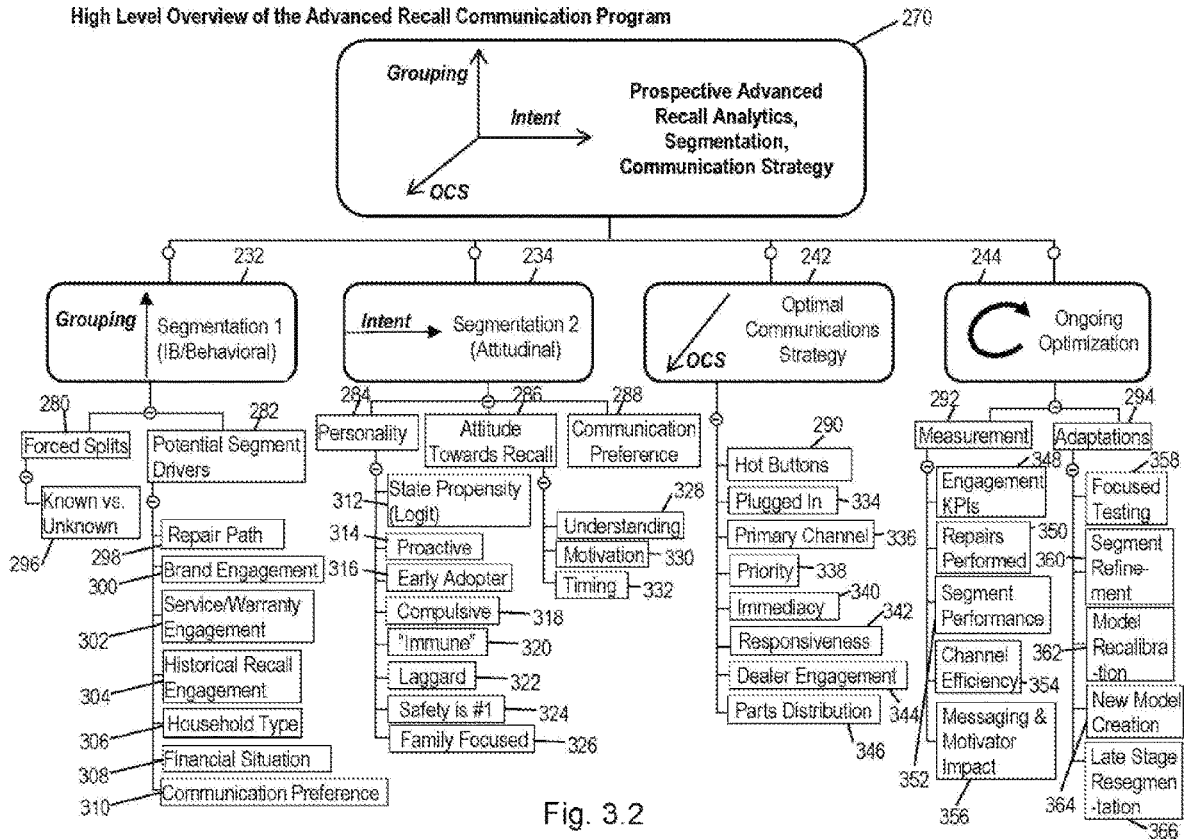 High Level Overview of the Advanced Recall Communication Program
270
Grouping
Intent
OCS
Prospective Advanced
Recall Analytics,
Segmentation,
Communication Strategy
232
Grouping
Segmentation 1
(IB/Behavioral)
234
Intent
Segmentation 2
(Attitudinal)
242
OCS
Optimal
Communications
Strategy
244
Ongoing
Optimization
280
Forced Splits
Known vs.
Unknown
296
282
Potential Segment
Drivers
Repair Path
298
Brand Engagement
300
Service/Warranty
Engagement
302
Historical Recall
Engagement
304
Household Type
306
Financial Situation
308
Communication Preference
310
284
Personality
State Propensity
(Logit)
312
Proactive
314
Early Adopter
316
Compulsive
318
"Immune"
320
Laggard
322
Safety is #1
324
Family Focused
326
286
Attitude
Towards Recall
Understanding
328
Motivation
330
Timing
332
288
Communication
Preference
290
Hot Buttons
Plugged In
334
Primary Channel
336
Priority
338
Immediacy
340
Responsiveness
342
Dealer Engagement
344
Parts Distribution
346
292
Measurement
Engagement
KPIs
348
Repairs
Performed
350
Segment
Performance
352
Channel
Efficiency
354
Messaging &
Motivator
Impact
356
294
Adaptations
Focused
Testing
358
Segment
Refine-
ment
360
Model
Recalibra
-tion
362
New Model
Creation
364
Late Stage
Resegmen
-tation
366
Fig. 3.2